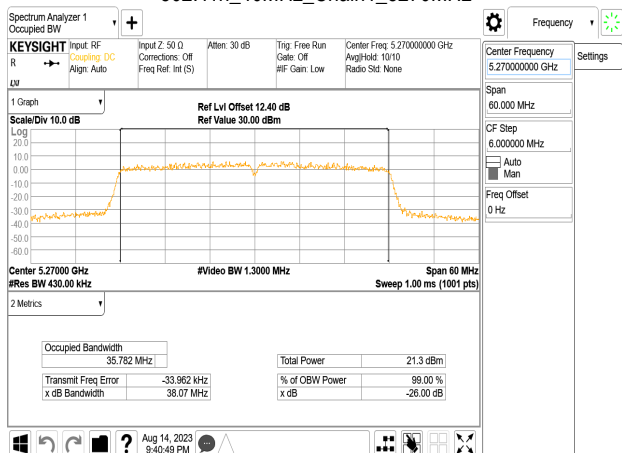 Spectrum Analyzer 1
Occupied BW
Frequency
KEYSIGHT
R
Input: RF
Coupling: DC
Align: Auto
Input Z: 50 Ω
Corrections: Off
Freq Ref: Int (S)
Atten: 30 dB
Trig: Free Run
Gate: Off
#IF Gain: Low
Center Freq: 5.270000000 GHz
Avg|Hold: 10/10
Radio Std: None
Center Frequency
5.270000000 GHz
Settings
Span
60.000 MHz
CF Step
6.000000 MHz
Auto
Man
Freq Offset
0 Hz
1 Graph
Scale/Div 10.0 dB
Ref Lvl Offset 12.40 dB
Ref Value 30.00 dBm
Log
20.0
10.0
0.00
-10.0
-20.0
-30.0
-40.0
-50.0
-60.0
Center 5.27000 GHz
#Res BW 430.00 kHz
#Video BW 1.3000 MHz
Span 60 MHz
Sweep 1.00 ms (1001 pts)
2 Metrics
Occupied Bandwidth
35.782 MHz
Total Power 21.3 dBm
Transmit Freq Error -33.962 kHz
% of OBW Power 99.00 %
x dB Bandwidth 38.07 MHz
x dB -26.00 dB
Aug 14, 2023
9:40:49 PM